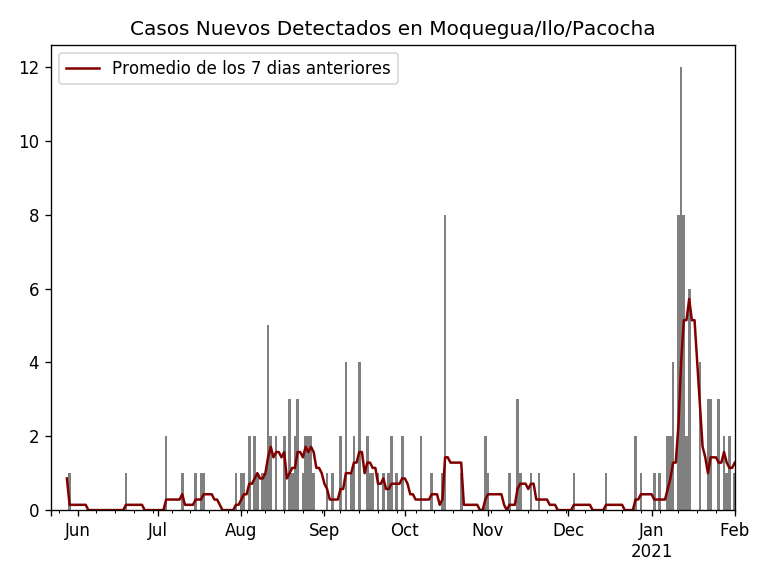 Casos Nuevos Detectados en Moquegua/Ilo/Pacocha
Promedio de los 7 dias anteriores
12
10
8
6
4
2
0
Jun Jul Aug Sep Oct Nov Dec Jan Feb
2021